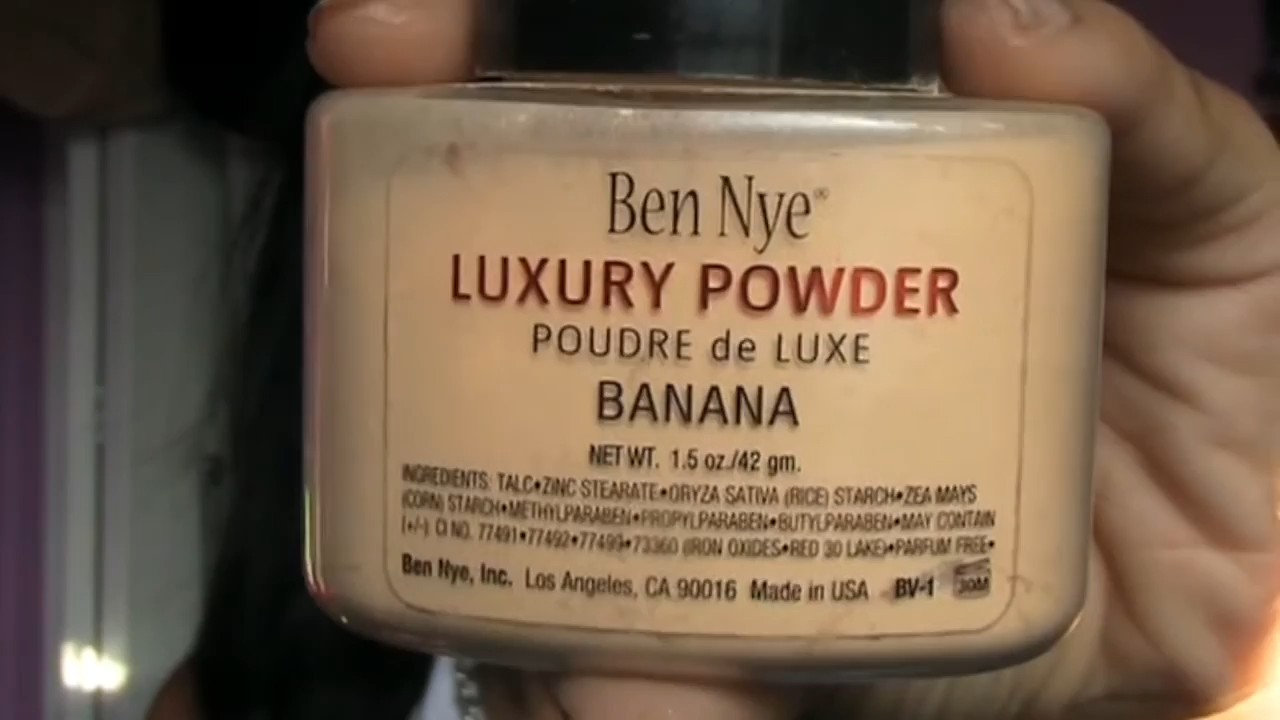 Ben Nye®
LUXURY POWDER
POUDRE de LUXE
BANANA
NET WT. 1.5 oz./42 gm.
INGREDIENTS: TALC•ZINC STEARATE•ORYZA SATIVA (RICE) STARCH•ZEA MAYS
(CORN) STARCH•METHYLPARABEN•PROPYLPARABEN•BUTYLPARABEN•MAY CONTAIN
(+/-) CI NO. 77491•77492•77499•73360 (IRON OXIDES•RED 30 LAKE)•PARFUM FREE•
Ben Nye, Inc. Los Angeles, CA 90016 Made in USA BV-1 30M